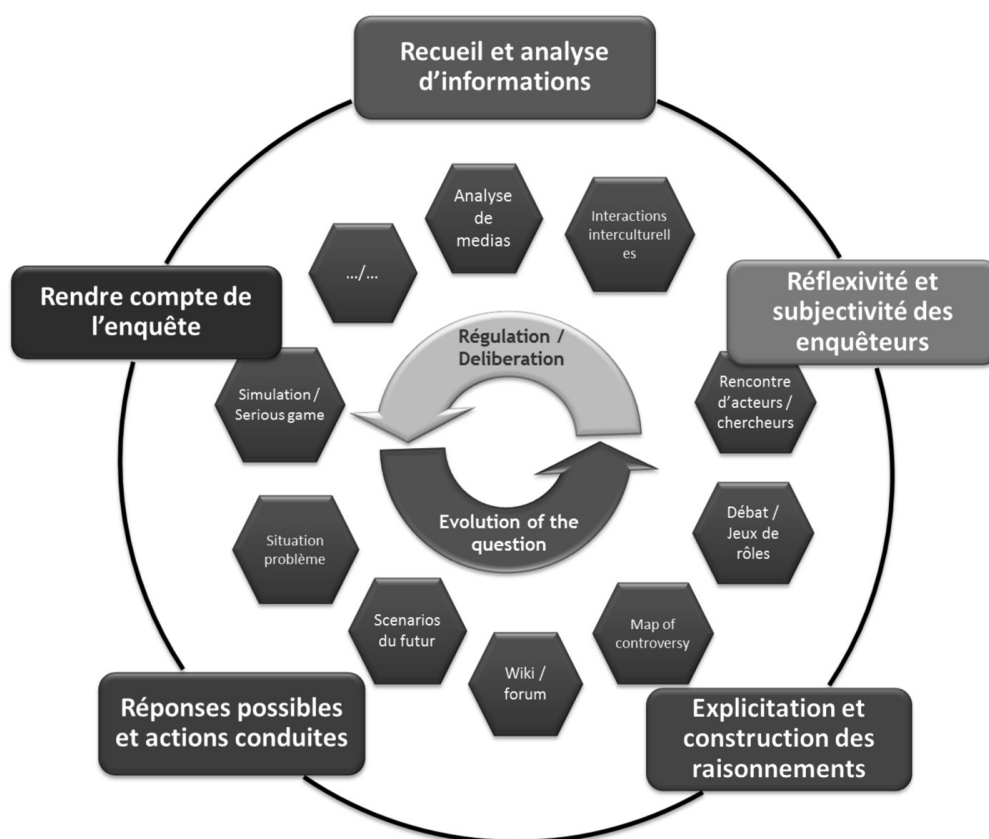 Recueil et analyse
d’informations
Analyse
de
medias
Interactions
interculturell
es
…/…
Rendre compte de
l’enquête
Réflexivité et
subjectivité des
enquêteurs
Régulation /
Deliberation
Simulation /
Serious game
Rencontre
d’acteurs /
chercheurs
Evolution of the
question
Situation
problème
Débat /
Jeux de
rôles
Scenarios
du futur
Map of
controversy
Wiki /
forum
Réponses possibles
et actions conduites
Explicitation et
construction des
raisonnements